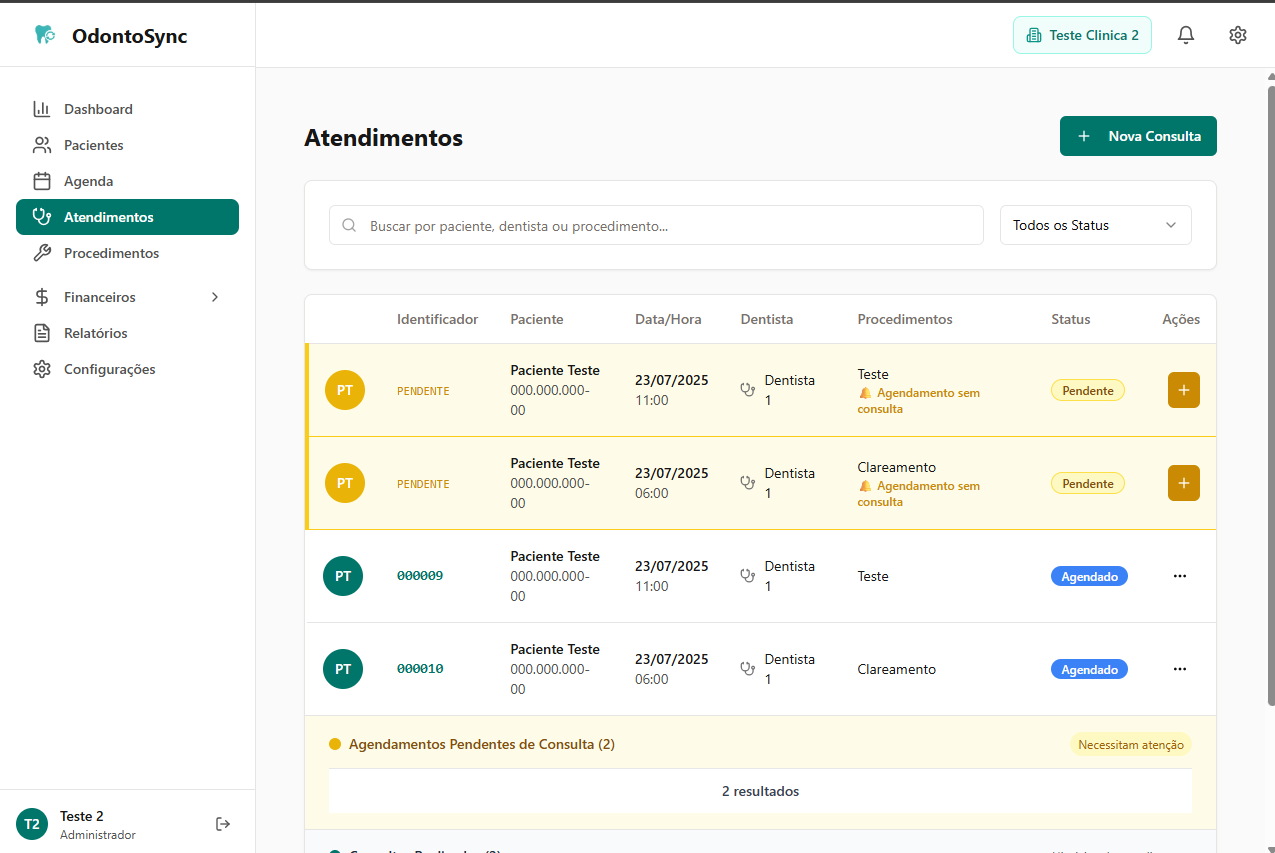 OdontoSync
Teste Clinica 2
Dashboard
Pacientes
Agenda
Atendimentos
Procedimentos
Financeiros
Relatórios
Configurações
T2
Teste 2
Administrador
Atendimentos
Nova Consulta
Buscar por paciente, dentista ou procedimento...
Todos os Status
Identificador Paciente Data/Hora Dentista Procedimentos Status Ações
PT
PENDENTE
Paciente Teste
000.000.000-
00
23/07/2025
11:00
Dentista
1
Teste
Agendamento sem
consulta
Pendente
PT
PENDENTE
Paciente Teste
000.000.000-
00
23/07/2025
06:00
Dentista
1
Clareamento
Agendamento sem
consulta
Pendente
PT
000009
Paciente Teste
000.000.000-
00
23/07/2025
11:00
Dentista
1
Teste
Agendado
PT
000010
Paciente Teste
000.000.000-
00
23/07/2025
06:00
Dentista
1
Clareamento
Agendado
Agendamentos Pendentes de Consulta (2)
Necessitam atenção
2 resultados